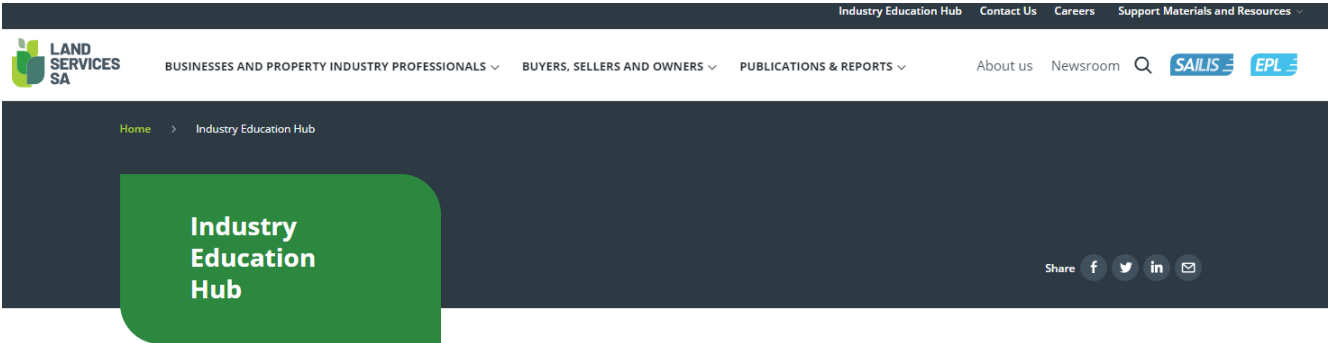 Industry Education Hub Contact Us Careers Support Materials and Resources
LAND
SERVICES
SA
BUSINESSES AND PROPERTY INDUSTRY PROFESSIONALS BUYERS, SELLERS AND OWNERS PUBLICATIONS & REPORTS About us Newsroom SAILIS EPL
Home > Industry Education Hub
Industry
Education
Hub
Share f in